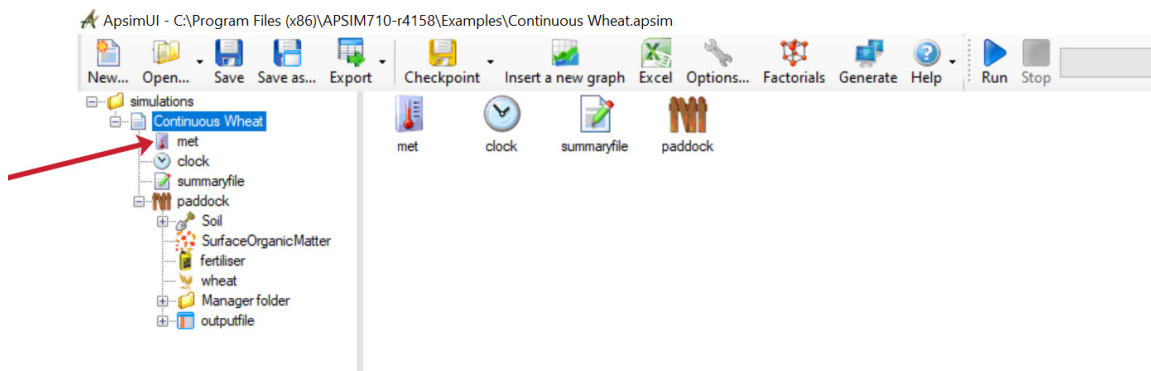 ApsimUI - C:\Program Files (x86)\APSIM710-r4158\Examples\Continuous Wheat.apsim
New... Open... Save Save as... Export Checkpoint Insert a new graph Excel Options... Factorials Generate Help Run Stop
simulations
Continuous Wheat
met
clock
summaryfile
paddock
Soil
SurfaceOrganicMatter
fertiliser
wheat
Manager folder
outputfile
met clock summaryfile paddock